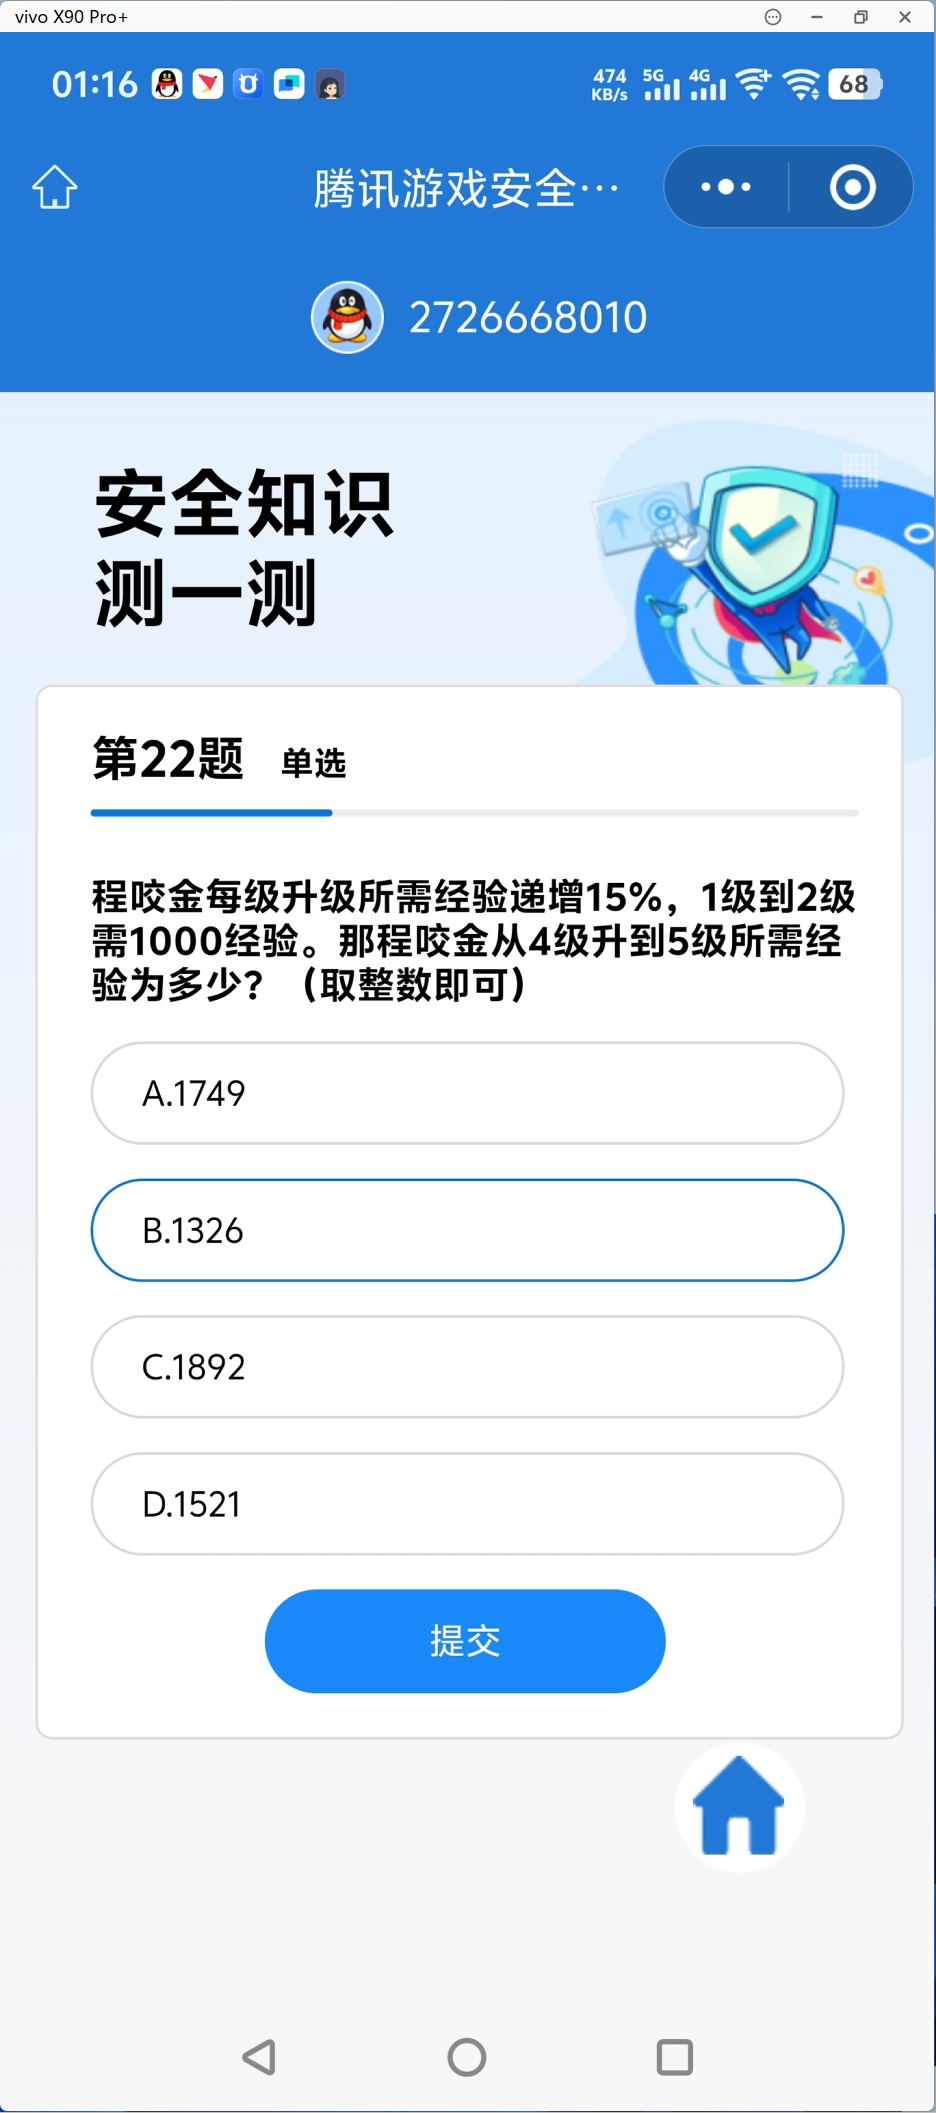 vivo X90 Pro+
01:16 474 KB/s 5G 4G 68
腾讯游戏安全···
2726668010
安全知识
测一测
第22题 单选
程咬金每级升级所需经验递增15%，1级到2级
需1000经验。那程咬金从4级升到5级所需经
验为多少？（取整数即可）
A.1749
B.1326
C.1892
D.1521
提交